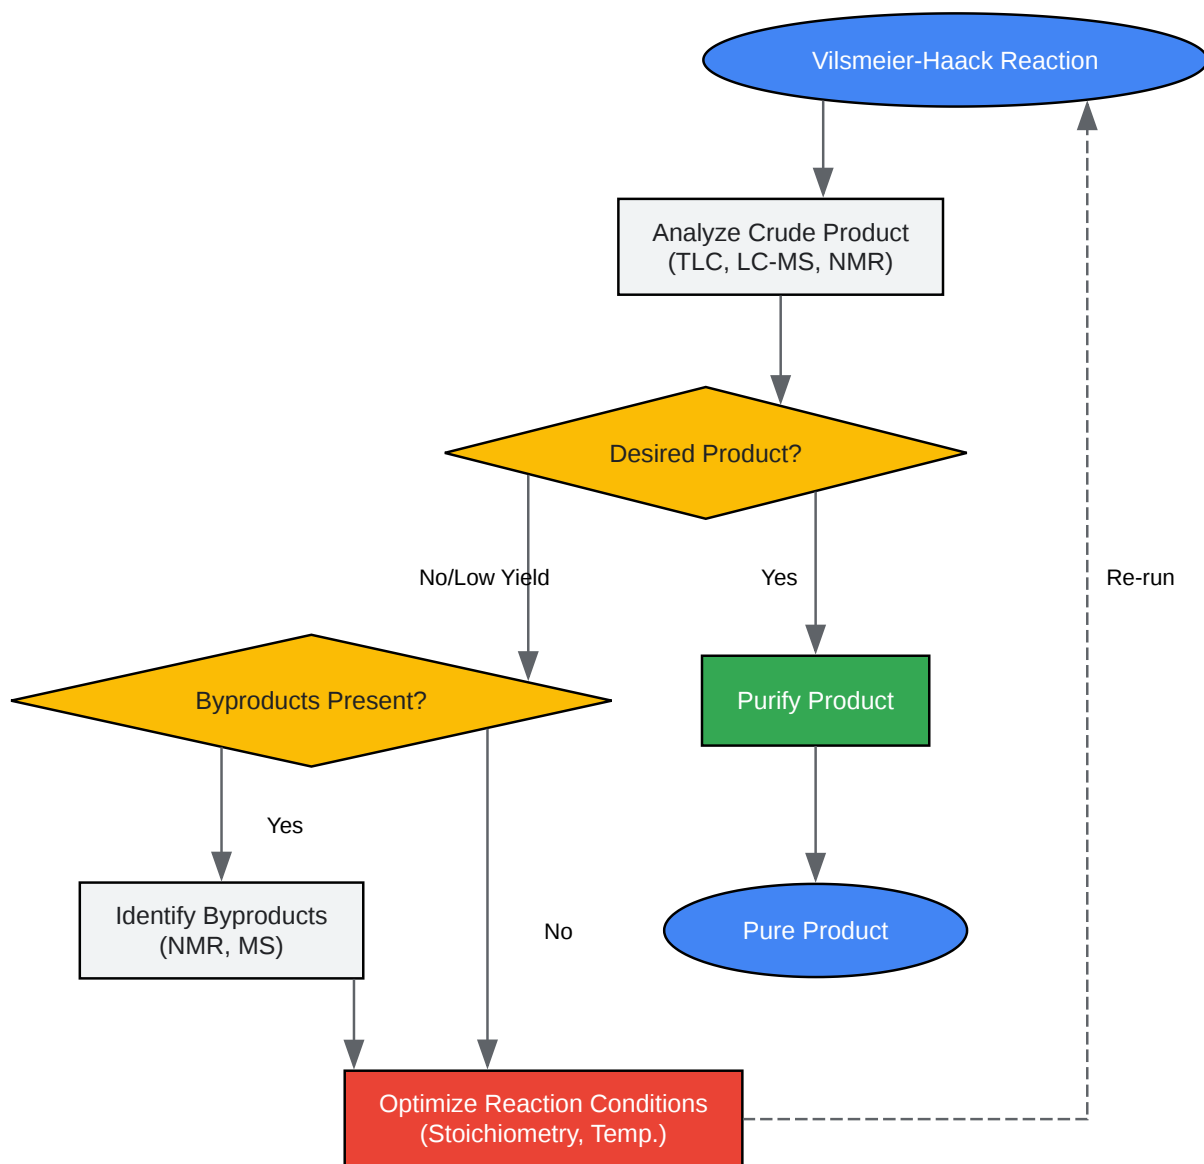 Vilsmeier-Haack Reaction
Analyze Crude Product
(TLC, LC-MS, NMR)
Desired Product?
No/Low Yield
Yes
Re-run
Byproducts Present?
Purify Product
Yes
Identify Byproducts
(NMR, MS)
No
Pure Product
Optimize Reaction Conditions
(Stoichiometry, Temp.)